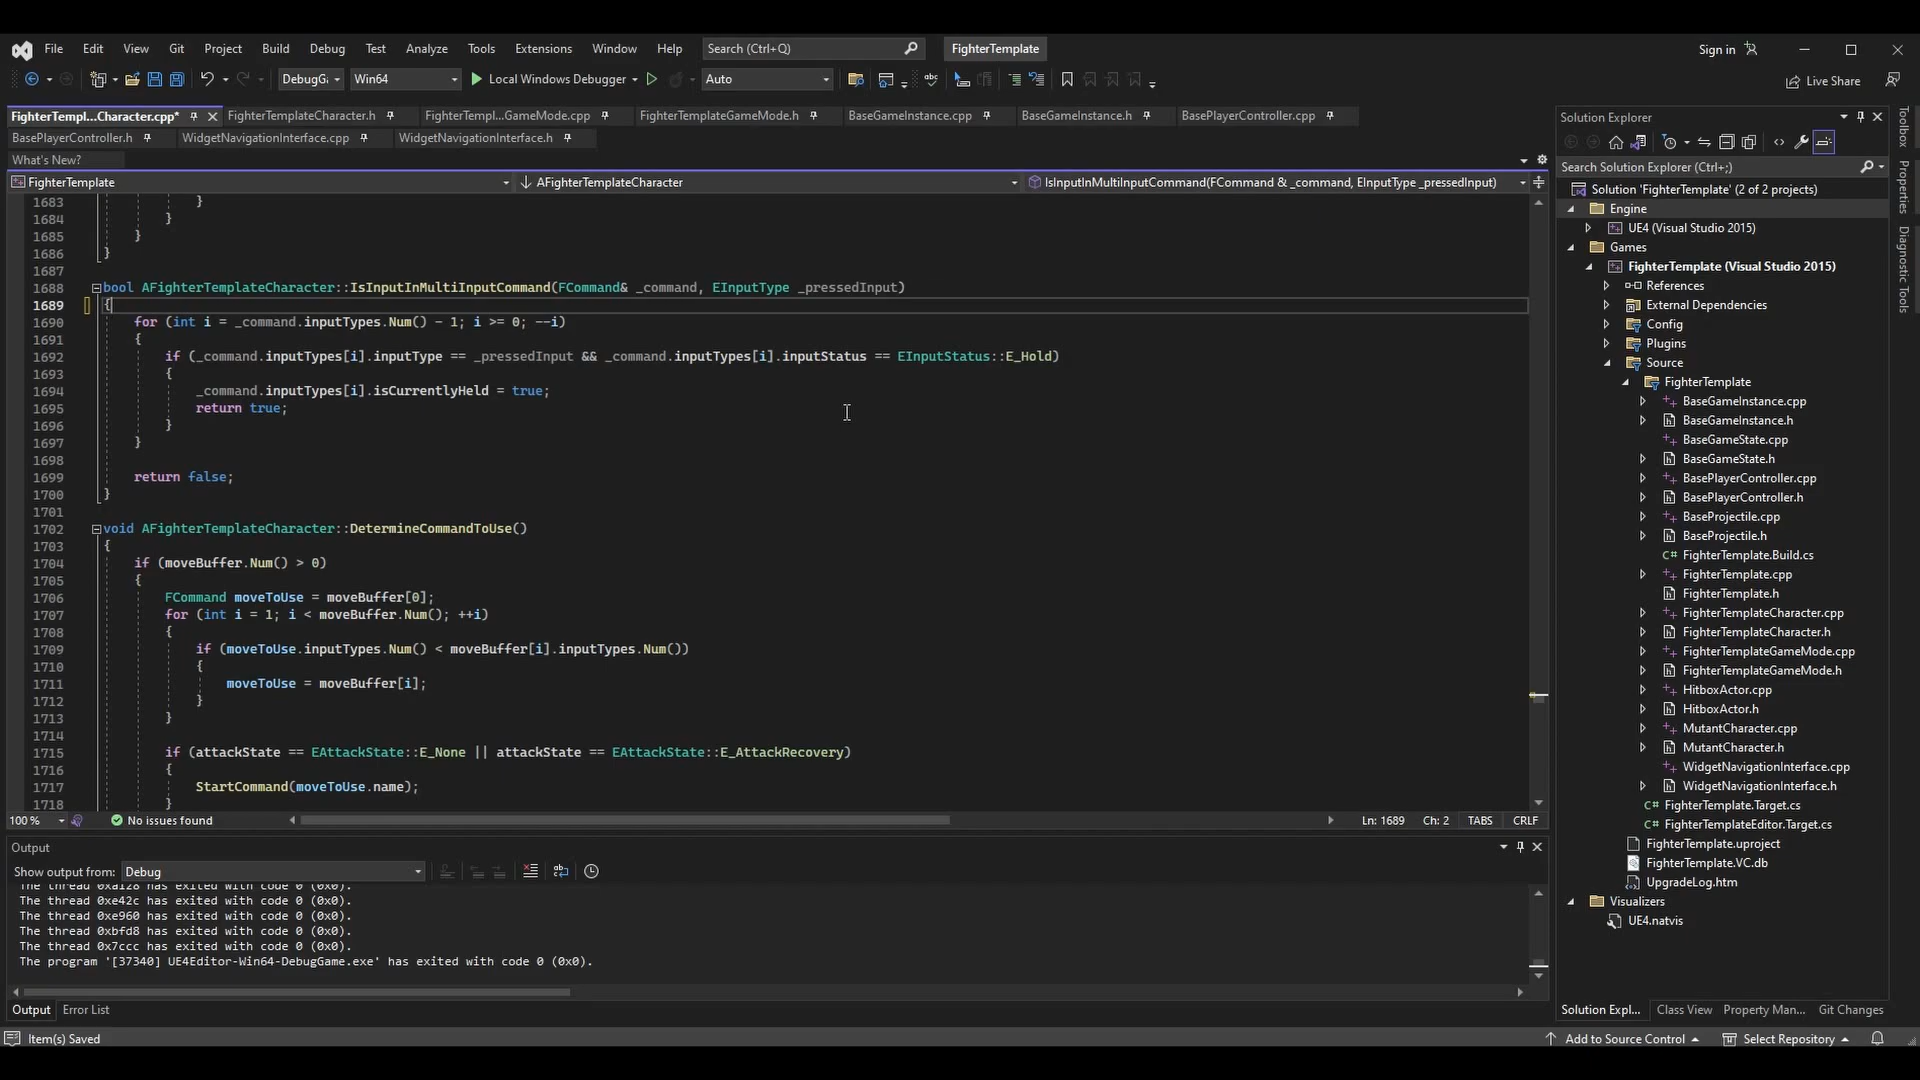 File Edit View Git Project Build Debug Test Analyze Tools Extensions Window Help Search (Ctrl+Q) FighterTemplate Sign in
DebugGa Win64 Local Windows Debugger Auto Live Share
FighterTempl...Character.cpp* FighterTemplateCharacter.h FighterTempl...GameMode.cpp FighterTemplateGameMode.h BaseGameInstance.cpp BaseGameInstance.h BasePlayerController.cpp
BasePlayerController.h WidgetNavigationInterface.cpp WidgetNavigationInterface.h
What's New?
FighterTemplate AFighterTemplateCharacter IsInputInMultiInputCommand(FCommand & _command, EInputType _pressedInput)
1683 }
1684 }
1685 }
1686 }
1687
1688 bool AFighterTemplateCharacter::IsInputInMultiInputCommand(FCommand& _command, EInputType _pressedInput)
1689 {
1690 for (int i = _command.inputTypes.Num() - 1; i >= 0; --i)
1691 {
1692 if (_command.inputTypes[i].inputType == _pressedInput && _command.inputTypes[i].inputStatus == EInputStatus::E_Hold)
1693 {
1694 _command.inputTypes[i].isCurrentlyHeld = true;
1695 return true;
1696 }
1697 }
1698
1699 return false;
1700 }
1701
1702 void AFighterTemplateCharacter::DetermineCommandToUse()
1703 {
1704 if (moveBuffer.Num() > 0)
1705 {
1706 FCommand moveToUse = moveBuffer[0];
1707 for (int i = 1; i < moveBuffer.Num(); ++i)
1708 {
1709 if (moveToUse.inputTypes.Num() < moveBuffer[i].inputTypes.Num())
1710 {
1711 moveToUse = moveBuffer[i];
1712 }
1713 }
1714
1715 if (attackState == EAttackState::E_None || attackState == EAttackState::E_AttackRecovery)
1716 {
1717 StartCommand(moveToUse.name);
1718 }
100 % No issues found Ln: 1689 Ch: 2 TABS CRLF
Output
Show output from: Debug
The thread 0xa128 has exited with code 0 (0x0).
The thread 0xe42c has exited with code 0 (0x0).
The thread 0xe960 has exited with code 0 (0x0).
The thread 0xbfd8 has exited with code 0 (0x0).
The thread 0x7ccc has exited with code 0 (0x0).
The program '[37340] UE4Editor-Win64-DebugGame.exe' has exited with code 0 (0x0).
Output Error List
Item(s) Saved
Solution Explorer
Search Solution Explorer (Ctrl+;)
Solution 'FighterTemplate' (2 of 2 projects)
Engine
UE4 (Visual Studio 2015)
Games
FighterTemplate (Visual Studio 2015)
References
External Dependencies
Config
Plugins
Source
FighterTemplate
BaseGameInstance.cpp
BaseGameInstance.h
BaseGameState.cpp
BaseGameState.h
BasePlayerController.cpp
BasePlayerController.h
BaseProjectile.cpp
BaseProjectile.h
C# FighterTemplate.Build.cs
FighterTemplate.cpp
FighterTemplate.h
FighterTemplateCharacter.cpp
FighterTemplateCharacter.h
FighterTemplateGameMode.cpp
FighterTemplateGameMode.h
HitboxActor.cpp
HitboxActor.h
MutantCharacter.cpp
MutantCharacter.h
WidgetNavigationInterface.cpp
WidgetNavigationInterface.h
C# FighterTemplate.Target.cs
C# FighterTemplateEditor.Target.cs
FighterTemplate.uproject
FighterTemplate.VC.db
UpgradeLog.htm
Visualizers
UE4.natvis
Solution Expl... Class View Property Man... Git Changes
Add to Source Control Select Repository
Toolbox
Properties
Diagnostic Tools